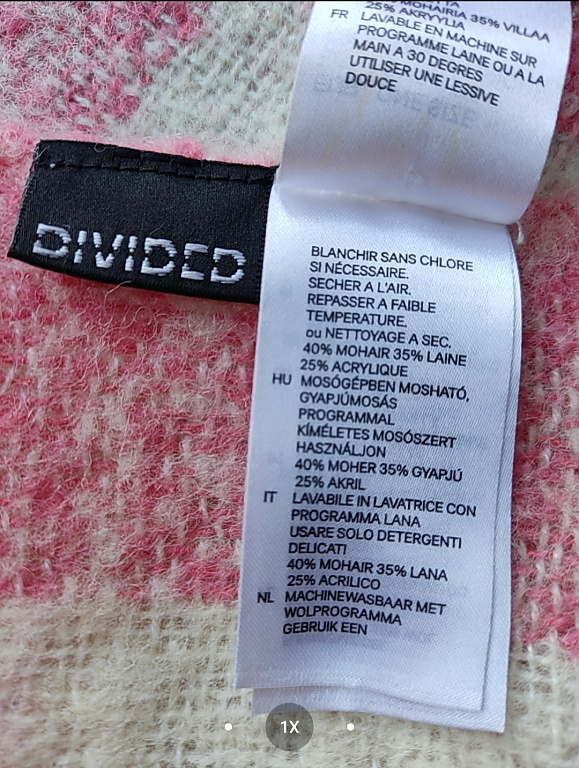 MOHAIRIA 35% VILLAA
25% AKRYYLIA
FR LAVABLE EN MACHINE SUR
PROGRAMME LAINE OU A LA
MAIN A 30 DEGRES
UTILISER UNE LESSIVE
DOUCE
DIVIDED
BLANCHIR SANS CHLORE
SI NÉCESSAIRE.
SECHER A L'AIR.
REPASSER A FAIBLE
TEMPERATURE.
ou NETTOYAGE A SEC.
40% MOHAIR 35% LAINE
25% ACRYLIQUE
HU MOSÓGÉPBEN MOSHATÓ,
GYAPJÚMOSÁS
PROGRAMMAL
KÍMÉLETES MOSÓSZERT
HASZNÁLJON
40% MOHER 35% GYAPJÚ
25% AKRIL
IT LAVABILE IN LAVATRICE CON
PROGRAMMA LANA
USARE SOLO DETERGENTI
DELICATI
40% MOHAIR 35% LANA
25% ACRILICO
NL MACHINEWASBAAR MET
WOLPROGRAMMA
GEBRUIK EEN
1X